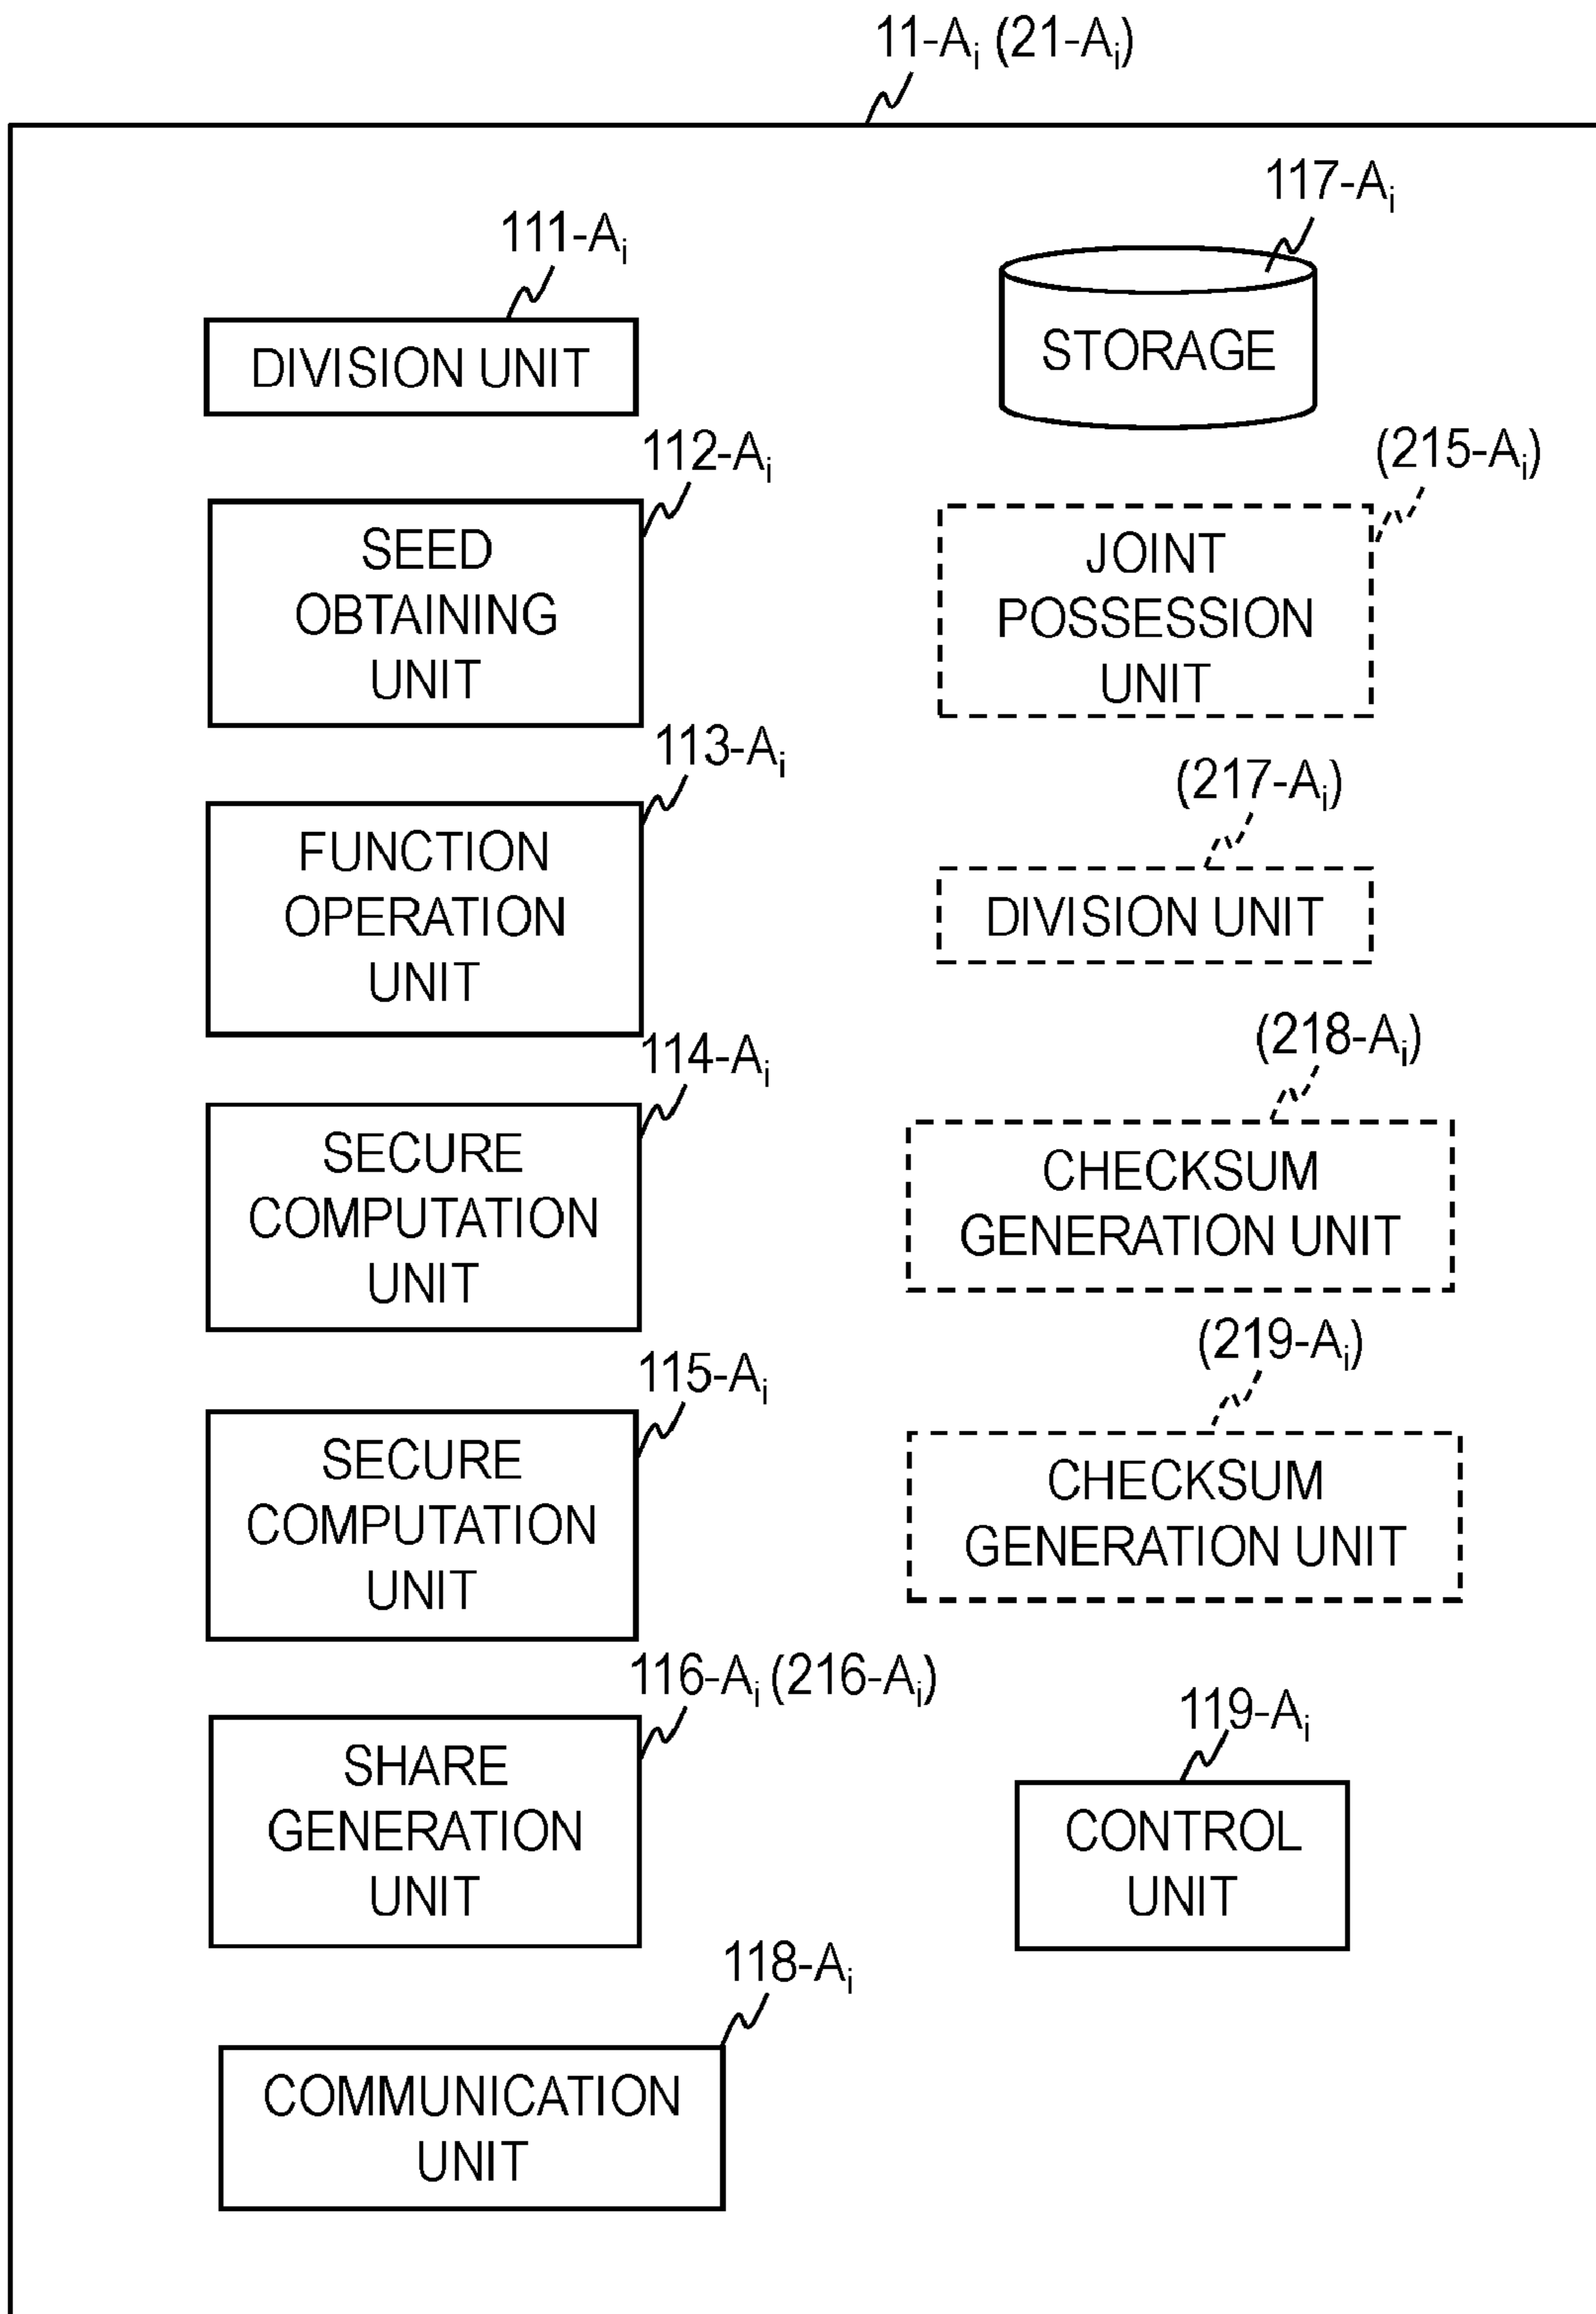 11-Ai (21-Ai)
111-Ai
DIVISION UNIT
112-Ai
SEED
OBTAINING
UNIT
113-Ai
FUNCTION
OPERATION
UNIT
114-Ai
SECURE
COMPUTATION
UNIT
115-Ai
SECURE
COMPUTATION
UNIT
116-Ai (216-Ai)
SHARE
GENERATION
UNIT
118-Ai
COMMUNICATION
UNIT
117-Ai
STORAGE
(215-Ai)
JOINT
POSSESSION
UNIT
(217-Ai)
DIVISION UNIT
(218-Ai)
CHECKSUM
GENERATION UNIT
(219-Ai)
CHECKSUM
GENERATION UNIT
119-Ai
CONTROL
UNIT